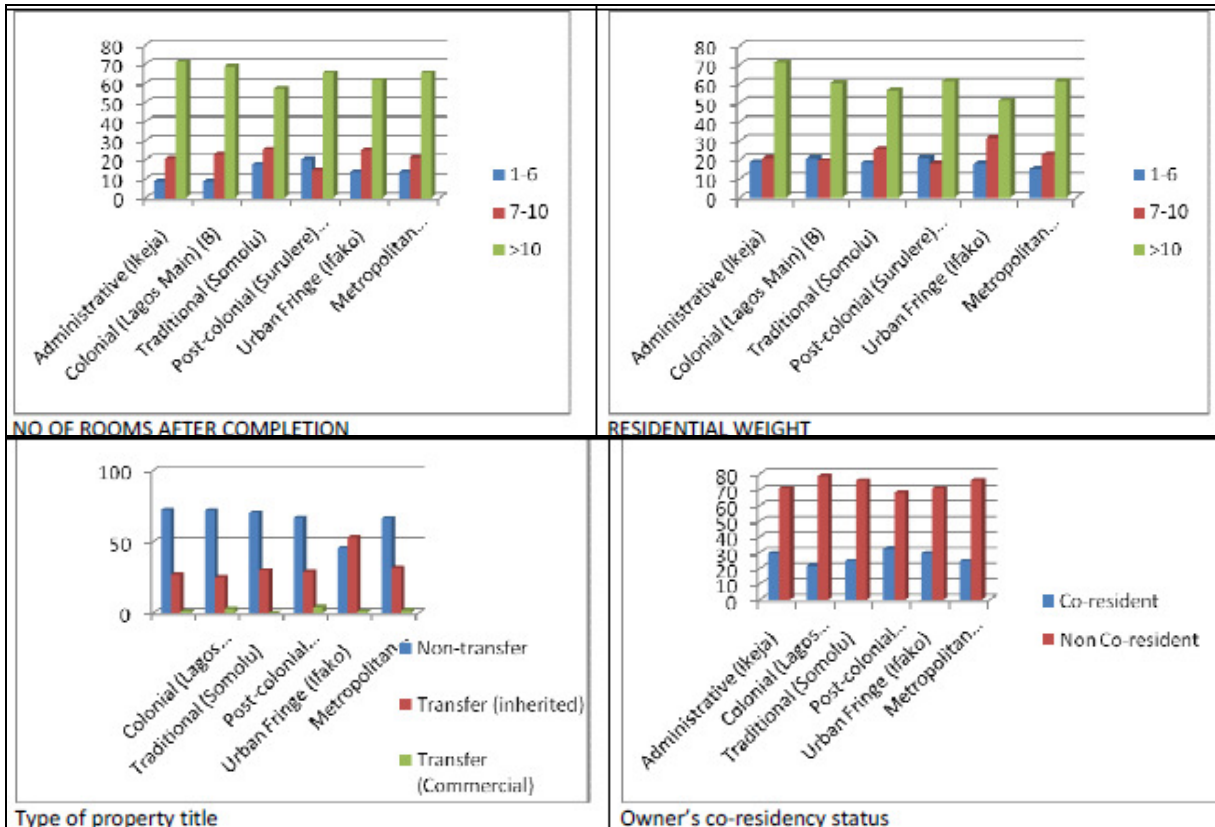 80
70
60
50
40
30
20
10
0
Administrative (Ikeja)
Colonial (Lagos Main) (B)
Traditional (Somolu)
Post-colonial (Surulere)...
Urban Fringe (Ifako)
Metropolitan...
1-6
7-10
>10
NO OF ROOMS AFTER COMPLETION
80
70
60
50
40
30
20
10
0
Administrative (Ikeja)
Colonial (Lagos Main) (B)
Traditional (Somolu)
Post-colonial (Surulere)...
Urban Fringe (Ifako)
Metropolitan...
1-6
7-10
>10
RESIDENTIAL WEIGHT
100
50
0
Colonial (Lagos...
Traditional (Somolu)
Post-colonial...
Urban Fringe (Ifako)
Metropolitan...
Non-transfer
Transfer (inherited)
Transfer
(Commercial)
Type of property title
80
70
60
50
40
30
20
10
0
Administrative (Ikeja)
Colonial (Lagos...
Traditional (Somolu)
Post-colonial...
Urban Fringe (Ifako)
Metropolitan...
Co-resident
Non Co-resident
Owner's co-residency status